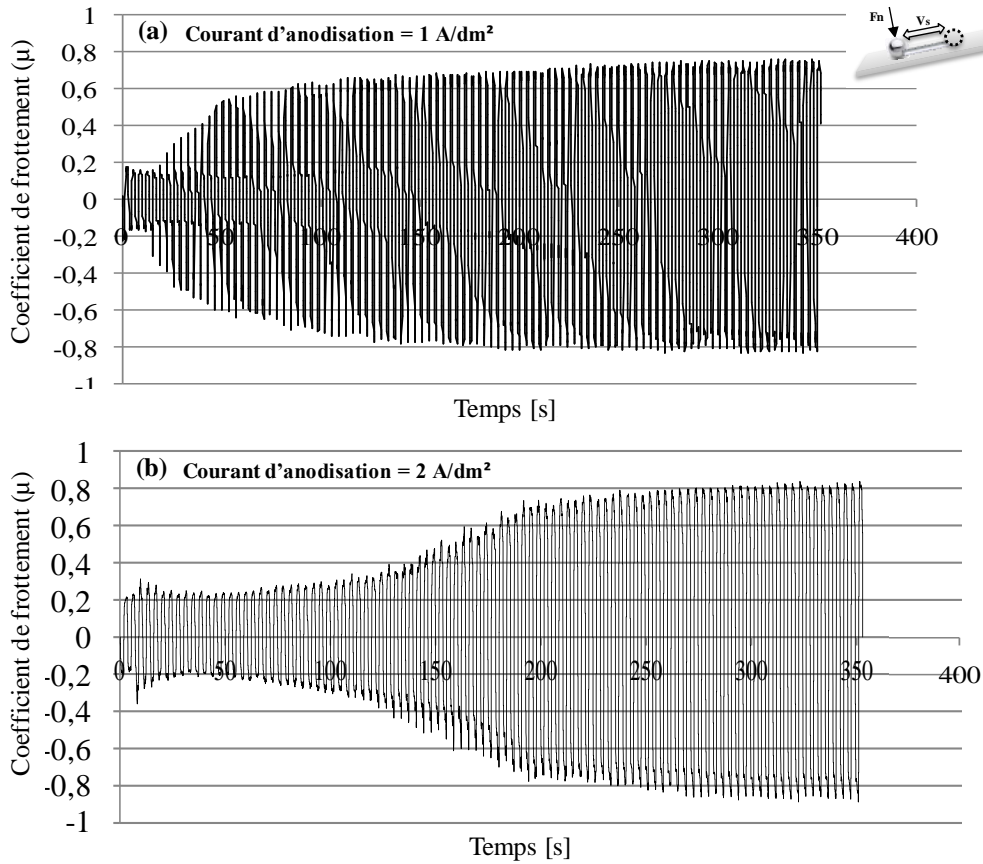 Fn
Vs
(a) Courant d'anodisation = 1 A/dm²
Coefficient de frottement (µ)
1
0,8
0,6
0,4
0,2
0
-0,2
-0,4
-0,6
-0,8
-1
0 50 100 150 200 250 300 350 400
Temps [s]
(b) Courant d'anodisation = 2 A/dm²
Coefficient de frottement (µ)
1
0,8
0,6
0,4
0,2
0
-0,2
-0,4
-0,6
-0,8
-1
0 50 100 150 200 250 300 350 400
Temps [s]